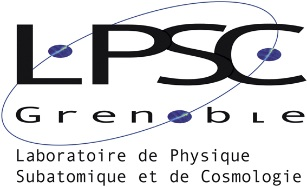 LPSC
Grenoble
Laboratoire de Physique
Subatomique et de Cosmologie